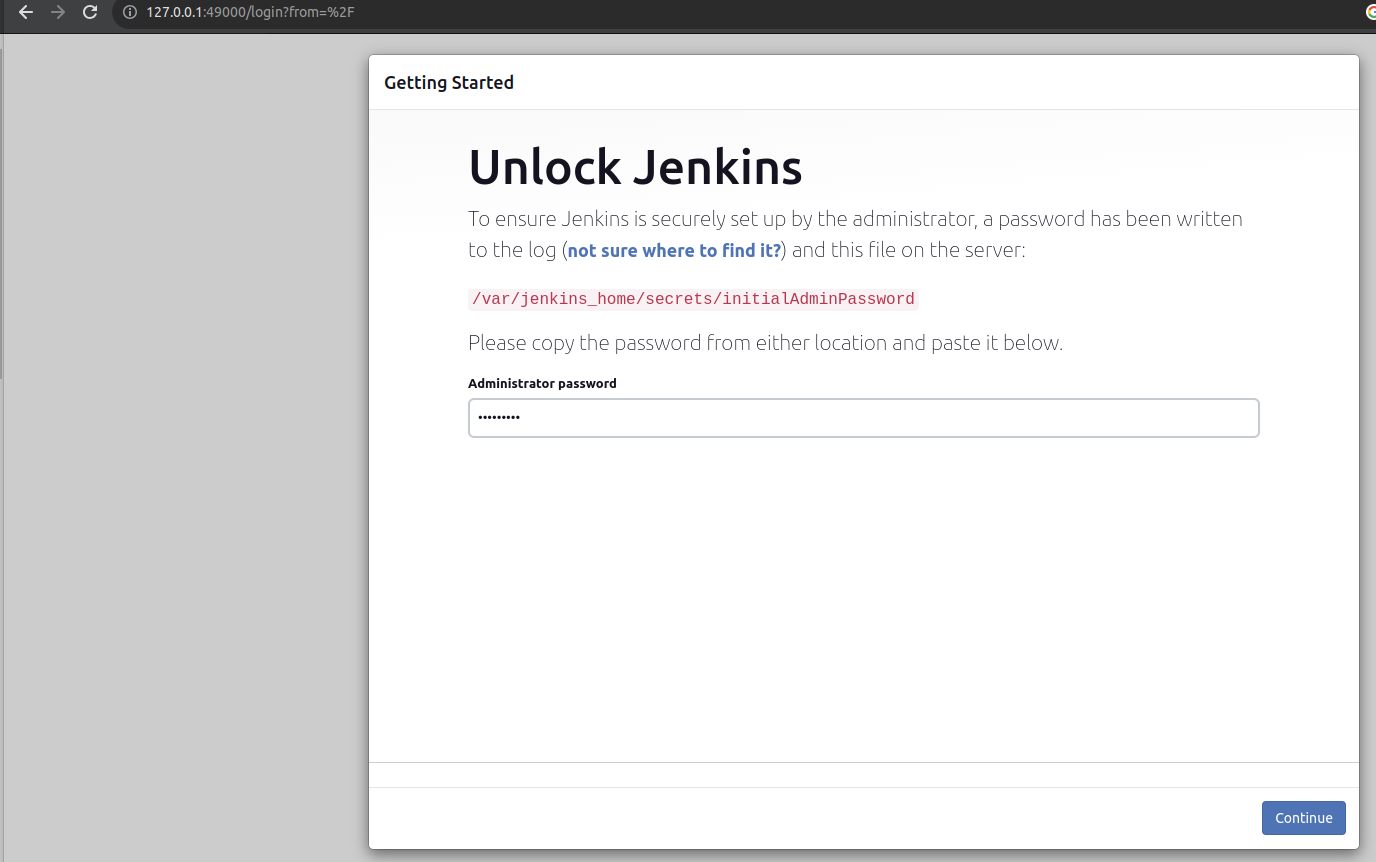 127.0.0.1:49000/login?from=%2F
Getting Started
Unlock Jenkins
To ensure Jenkins is securely set up by the administrator, a password has been written
to the log (not sure where to find it?) and this file on the server:
/var/jenkins_home/secrets/initialAdminPassword
Please copy the password from either location and paste it below.
Administrator password
•••••••••
Continue